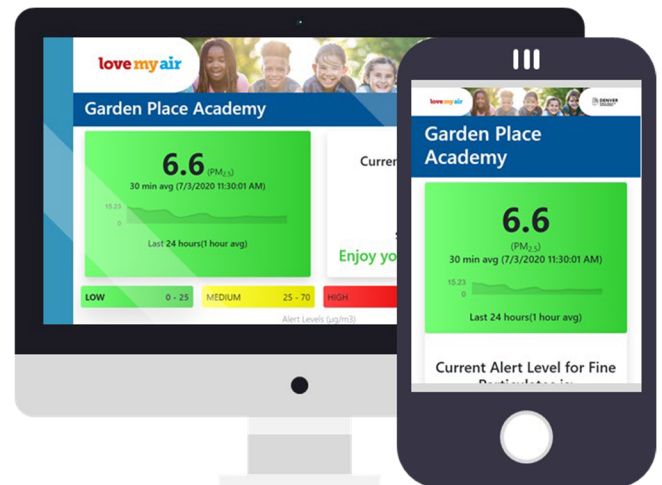 love my air
Garden Place Academy
6.6 (PM2.5)
30 min avg (7/3/2020 11:30:01 AM)
15.23
0
Last 24 hours(1 hour avg)
Enjoy yo
LOW 0 - 25 MEDIUM 25 - 70 HIGH
Alert Levels (µg/m3)
love my air
DENVER
Garden Place
Academy
6.6
(PM2.5)
30 min avg (7/3/2020 11:30:01 AM)
15.23
0
Last 24 hours(1 hour avg)
Current Alert Level for Fine